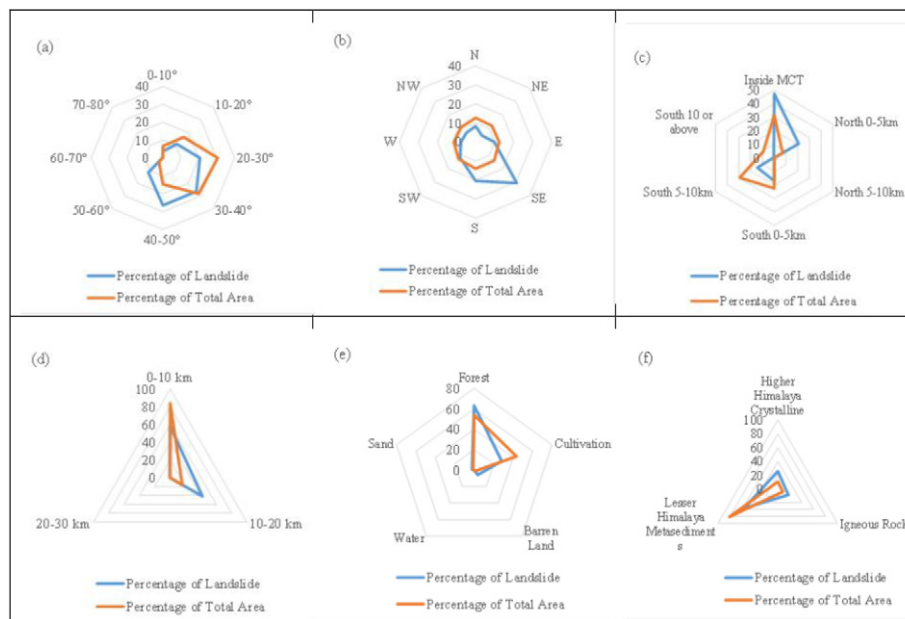 (a)
0-10°
40
30
20
10
0
10-20°
20-30°
30-40°
40-50°
50-60°
60-70°
70-80°
Percentage of Landslide
Percentage of Total Area
(b)
N
40
30
20
10
0
NE
E
SE
S
SW
W
NW
Percentage of Landslide
Percentage of Total Area
(c)
Inside MCT
50
40
30
20
10
0
North 0-5km
North 5-10km
South 0-5km
South 5-10km
South 10 or
above
Percentage of Landslide
Percentage of Total Area
(d)
0-10 km
100
80
60
40
20
0
10-20 km
20-30 km
Percentage of Landslide
Percentage of Total Area
(e)
Forest
80
60
40
20
0
Cultivation
Barren
Land
Water
Sand
Percentage of Landslide
Percentage of Total Area
(f)
Higher
Himalaya
Crystalline
100
80
60
40
20
0
Igneous Rock
Lesser
Himalaya
Metasediment
s
Percentage of Landslide
Percentage of Total Area